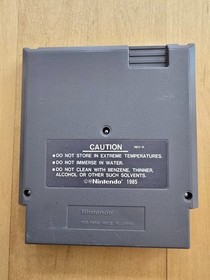 CAUTION
• DO NOT STORE IN EXTREME TEMPERATURES.
• DO NOT IMMERSE IN WATER.
• DO NOT CLEAN WITH BENZENE, THINNER,
ALCOHOL OR OTHER SUCH SOLVENTS.
©®Nintendo® 1985
Nintendo